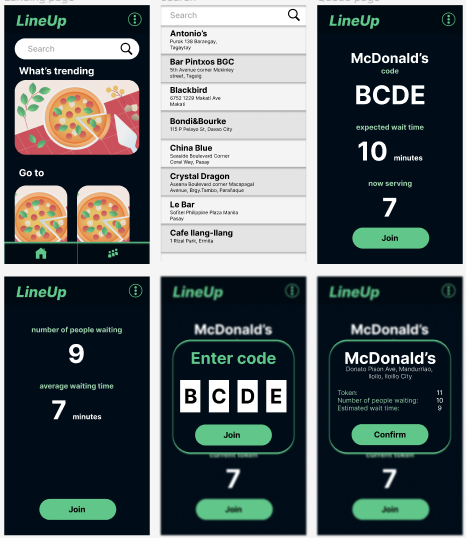 Landing page
Search
LineUp
Search
What's trending
Go to
Search
Antonio's
Purok 138 Barangay,
Tagaytay
Bar Pintxos BGC
5th Avenue corner Mckinley
street, Taguig
Blackbird
6752 1229 Makati Ave
Makati
Bondi&Bourke
115 P Pelayo St, Davao City
China Blue
Seaside Boulevard Corner
Coral Way, Pasay
Crystal Dragon
Aseana Boulevard Corner Macapagal
Avenue, Brgy.Tambo, Parañaque
Le Bar
Sofitel Philippine Plaza Manila
Pasay
Cafe Ilang-Ilang
1 Rizal Park, Ermita
LineUp
McDonald's
code
BCDE
expected wait time
10 minutes
now serving
7
Join
LineUp
number of people waiting
9
average waiting time
7 minutes
Join
LineUp
McDonald's
Enter code
B C D E
Join
current token
7
Join
LineUp
McDonald's
Donato Pison Ave, Mandurriao,
Iloilo, Iloilo City
Token: 11
Number of people waiting: 10
Estimated wait time: 9
Confirm
7
Join